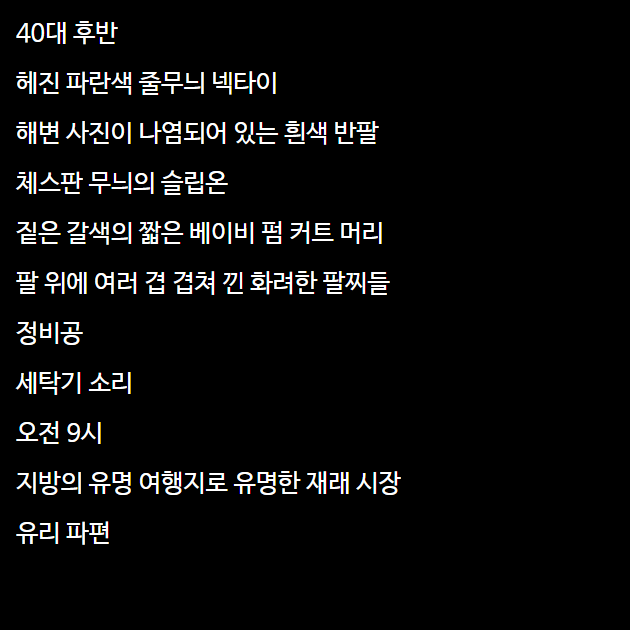 40대 후반
헤진 파란색 줄무늬 넥타이
해변 사진이 나염되어 있는 흰색 반팔
체스판 무늬의 슬립온
짙은 갈색의 짧은 베이비 펌 커트 머리
팔 위에 여러 겹 겹쳐 낀 화려한 팔찌들
정비공
세탁기 소리
오전 9시
지방의 유명 여행지로 유명한 재래 시장
유리 파편